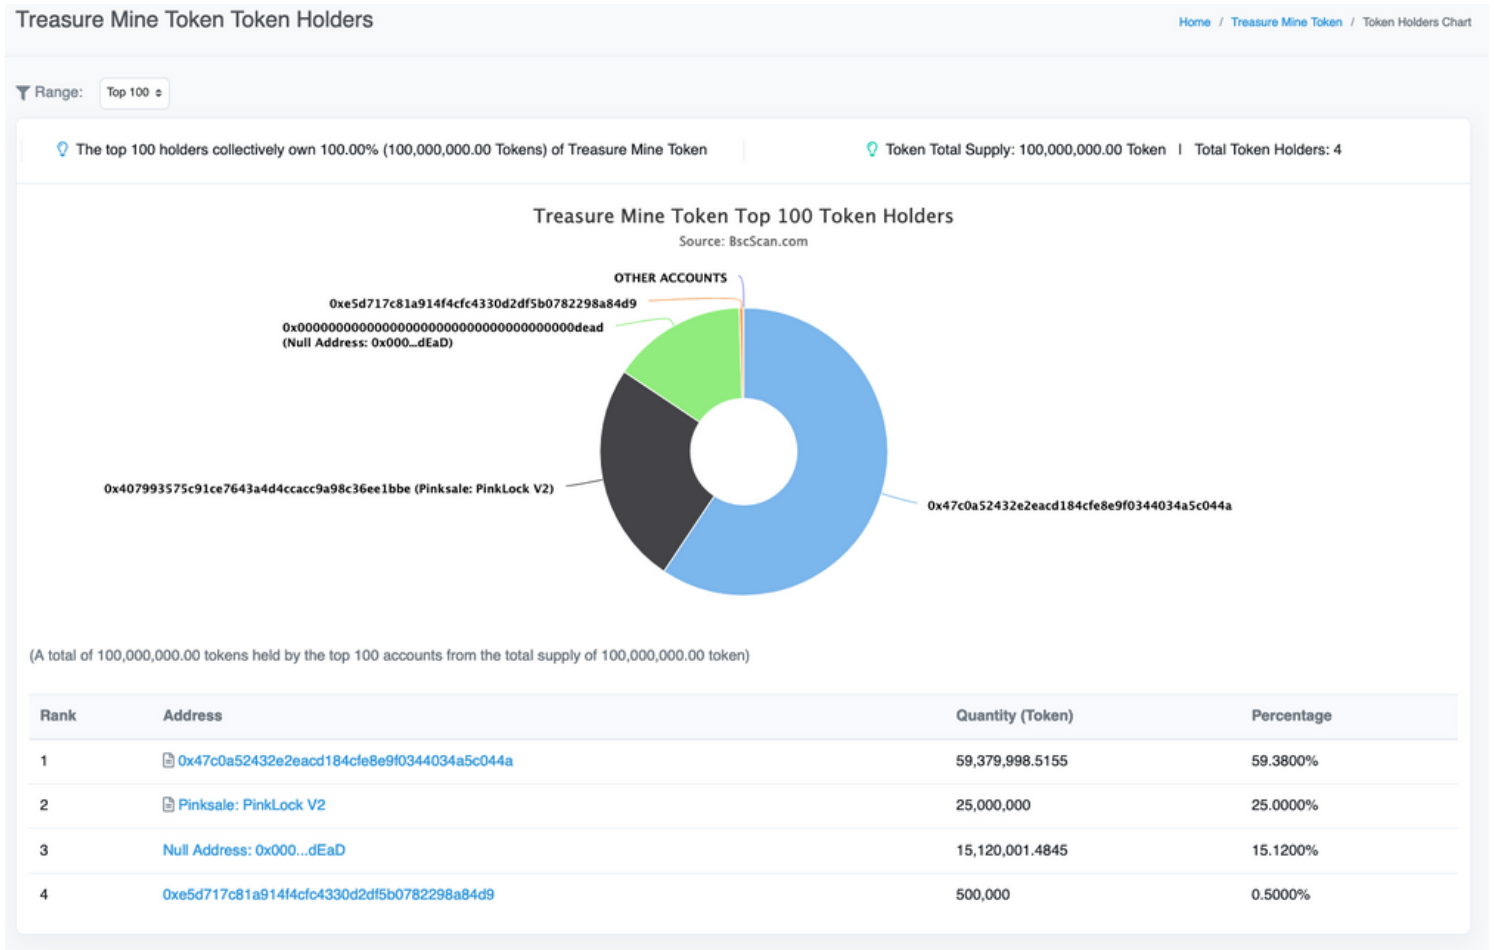 Treasure Mine Token Token Holders
Home / Treasure Mine Token / Token Holders Chart
Range: Top 100
The top 100 holders collectively own 100.00% (100,000,000.00 Tokens) of Treasure Mine Token
Token Total Supply: 100,000,000.00 Token | Total Token Holders: 4
Treasure Mine Token Top 100 Token Holders
Source: BscScan.com
OTHER ACCOUNTS
0xe5d717c81a914f4cfc4330d2df5b0782298a84d9
0x000000000000000000000000000000000000dead
(Null Address: 0x000...dEaD)
0x407993575c91ce7643a4d4ccacc9a98c36ee1bbe (Pinksale: PinkLock V2)
0x47c0a52432e2eacd184cfe8e9f0344034a5c044a
(A total of 100,000,000.00 tokens held by the top 100 accounts from the total supply of 100,000,000.00 token)
Rank Address Quantity (Token) Percentage
1 0x47c0a52432e2eacd184cfe8e9f0344034a5c044a 59,379,998.5155 59.3800%
2 Pinksale: PinkLock V2 25,000,000 25.0000%
3 Null Address: 0x000...dEaD 15,120,001.4845 15.1200%
4 0xe5d717c81a914f4cfc4330d2df5b0782298a84d9 500,000 0.5000%